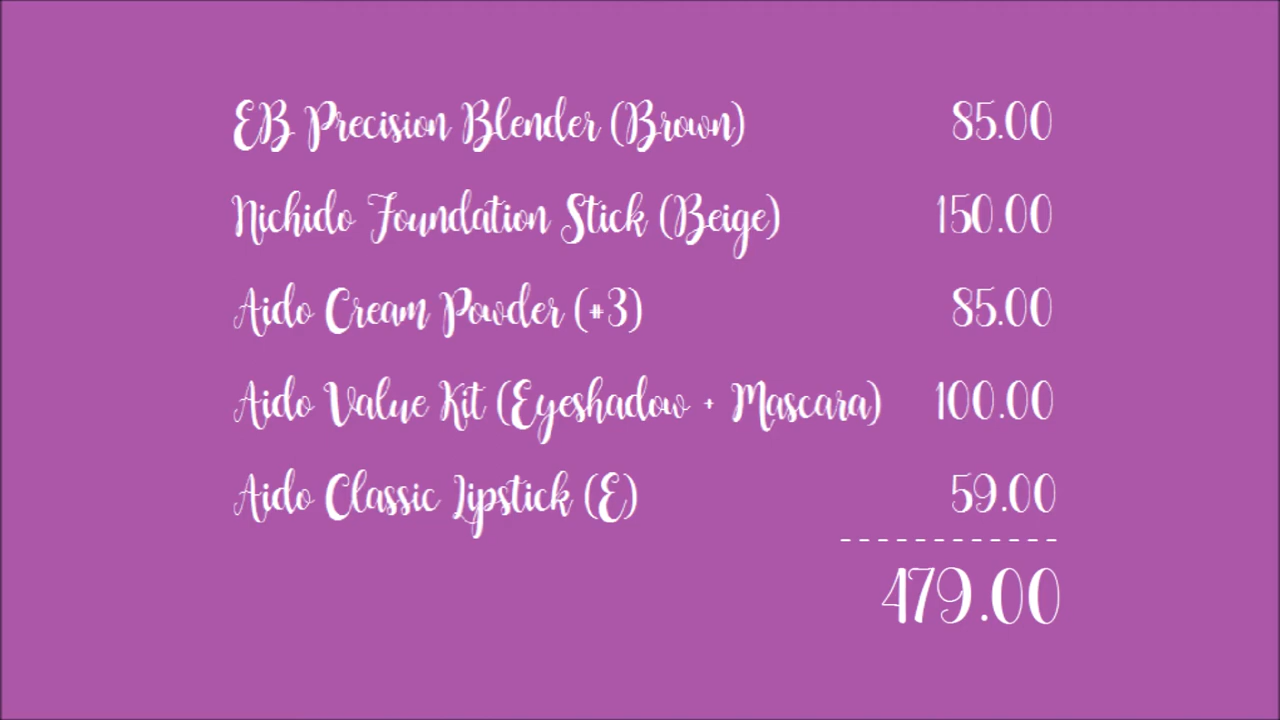 EB Precision Blender (Brown) 85.00
Nichido Foundation Stick (Beige) 150.00
Aido Cream Powder (#3) 85.00
Aido Value Kit (Eyeshadow + Mascara) 100.00
Aido Classic Lipstick (E) 59.00
------------
479.00